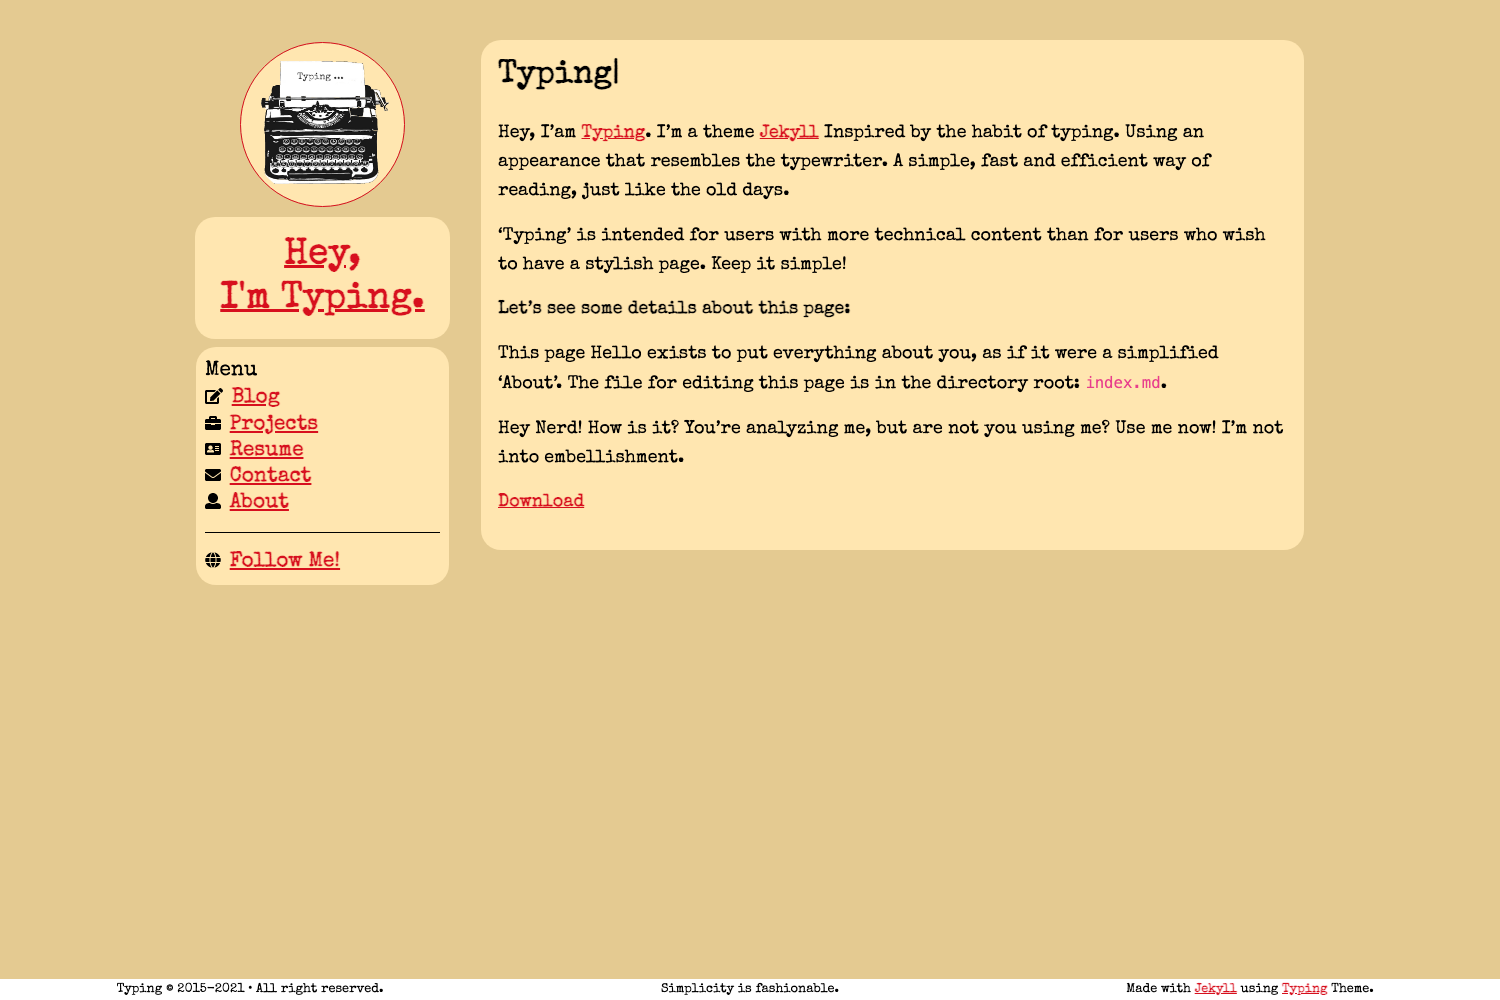 Typing ...
Hey,
I'm Typing.
Menu
Blog
Projects
Resume
Contact
About
Follow Me!
Typing|
Hey, I’am Typing. I’m a theme Jekyll Inspired by the habit of typing. Using an
appearance that resembles the typewriter. A simple, fast and efficient way of
reading, just like the old days.
‘Typing’ is intended for users with more technical content than for users who wish
to have a stylish page. Keep it simple!
Let’s see some details about this page:
This page Hello exists to put everything about you, as if it were a simplified
‘About’. The file for editing this page is in the directory root: index.md.
Hey Nerd! How is it? You’re analyzing me, but are not you using me? Use me now! I’m not
into embellishment.
Download
Typing © 2015-2021 • All right reserved.
Simplicity is fashionable.
Made with Jekyll using Typing Theme.